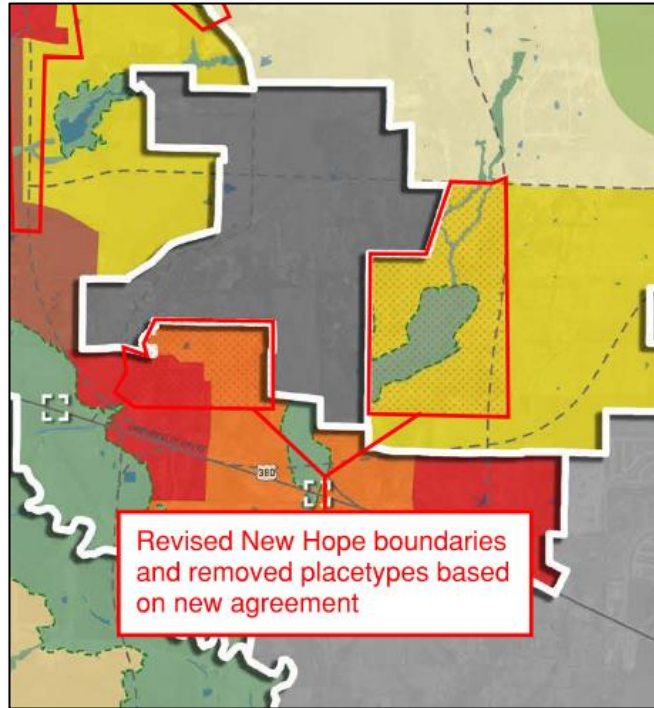 380
Revised New Hope boundaries
and removed placetypes based
on new agreement